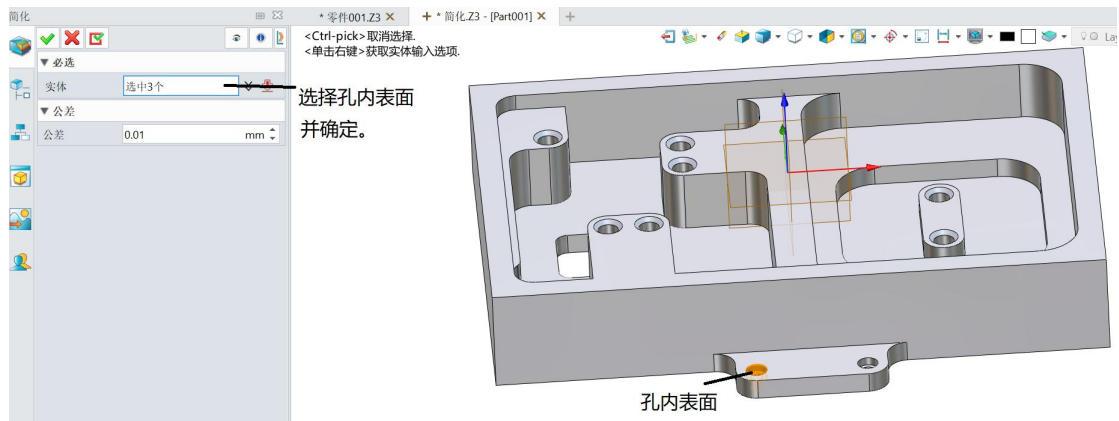 简化
* 零件001.Z3
+ * 简化.Z3 - [Part001]
+
<Ctrl-pick>取消选择.
<单击右键>获取实体输入选项.
▼ 必选
实体
选中3个
▼ 公差
公差
0.01
mm
选择孔内表面
并确定。
孔内表面
Lay